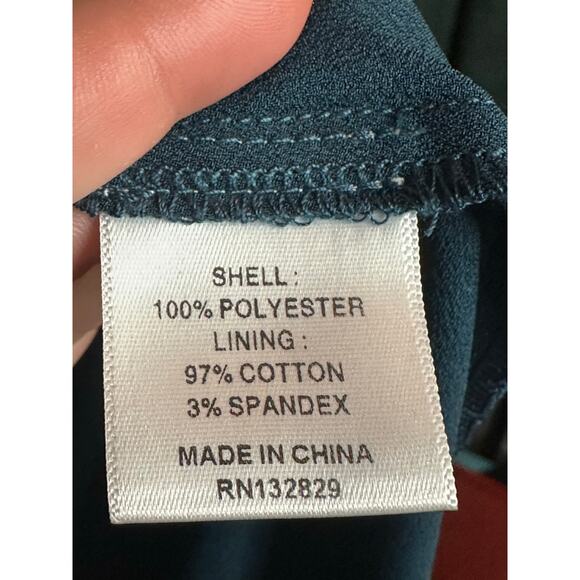 SHELL :
100% POLYESTER
LINING :
97% COTTON
3% SPANDEX
MADE IN CHINA
RN132829